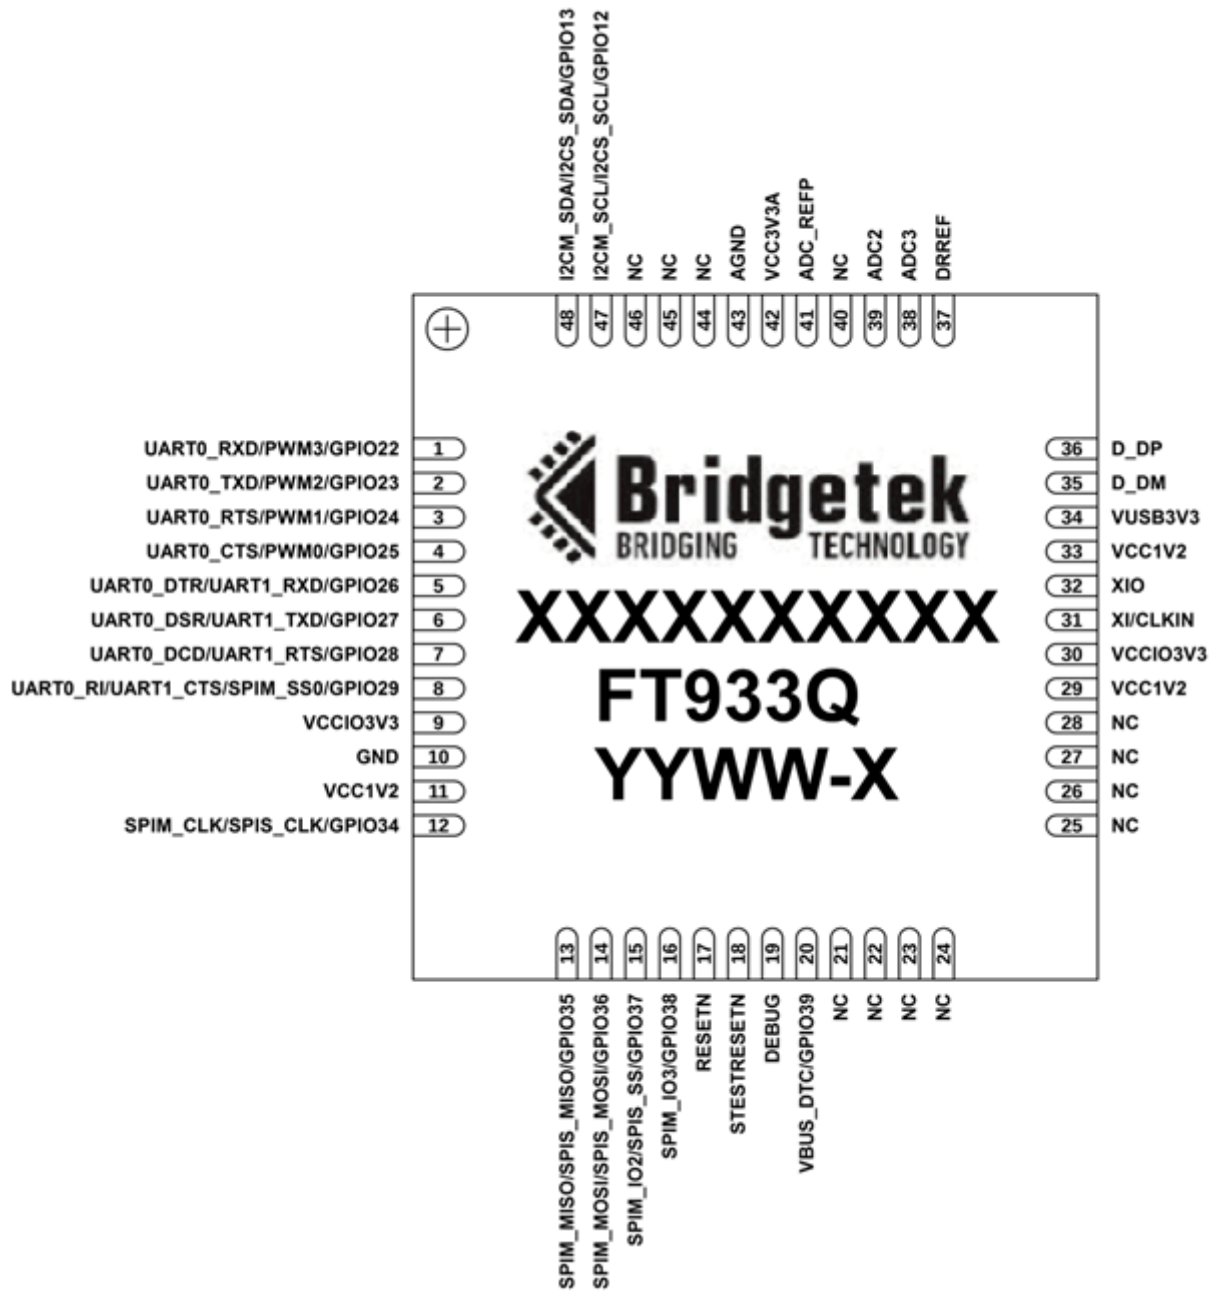 I2CM_SDA/I2CS_SDA/GPIO13
I2CM_SCL/I2CS_SCL/GPIO12
NC
NC
NC
AGND
VCC3V3A
ADC_REFP
NC
ADC2
ADC3
DRREF
48
47
46
45
44
43
42
41
40
39
38
37
UART0_RXD/PWM3/GPIO22 1
UART0_TXD/PWM2/GPIO23 2
UART0_RTS/PWM1/GPIO24 3
UART0_CTS/PWM0/GPIO25 4
UART0_DTR/UART1_RXD/GPIO26 5
UART0_DSR/UART1_TXD/GPIO27 6
UART0_DCD/UART1_RTS/GPIO28 7
UART0_RI/UART1_CTS/SPIM_SS0/GPIO29 8
VCCIO3V3 9
GND 10
VCC1V2 11
SPIM_CLK/SPIS_CLK/GPIO34 12
Bridgetek
BRIDGING TECHNOLOGY
XXXXXXXXXX
FT933Q
YYWW-X
36 D_DP
35 D_DM
34 VUSB3V3
33 VCC1V2
32 XIO
31 XI/CLKIN
30 VCCIO3V3
29 VCC1V2
28 NC
27 NC
26 NC
25 NC
13
14
15
16
17
18
19
20
21
22
23
24
SPIM_MISO/SPIS_MISO/GPIO35
SPIM_MOSI/SPIS_MOSI/GPIO36
SPIM_IO2/SPIS_SS/GPIO37
SPIM_IO3/GPIO38
RESETN
STESTRESETN
DEBUG
VBUS_DTC/GPIO39
NC
NC
NC
NC